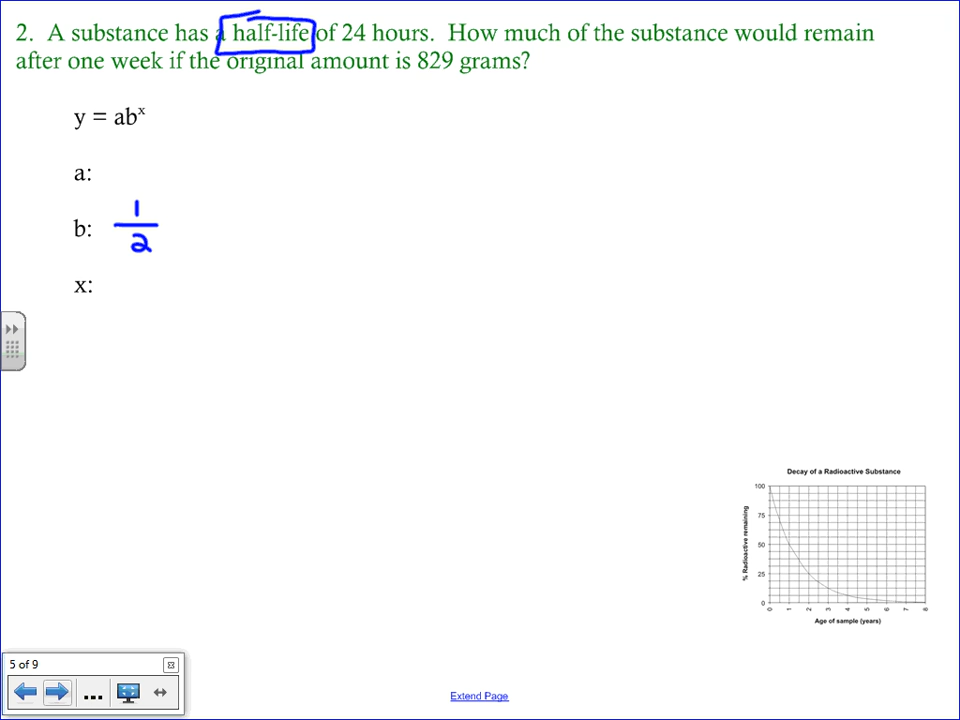 2. A substance has a half-life of 24 hours. How much of the substance would remain
after one week if the original amount is 829 grams?
y = abˣ
a:
b: 1/2
x:
Decay of a Radioactive Substance
% Radioactive remaining
100
75
50
25
0
0 1 2 3 4 5 6 7 8
Age of sample (years)
5 of 9
...
Extend Page